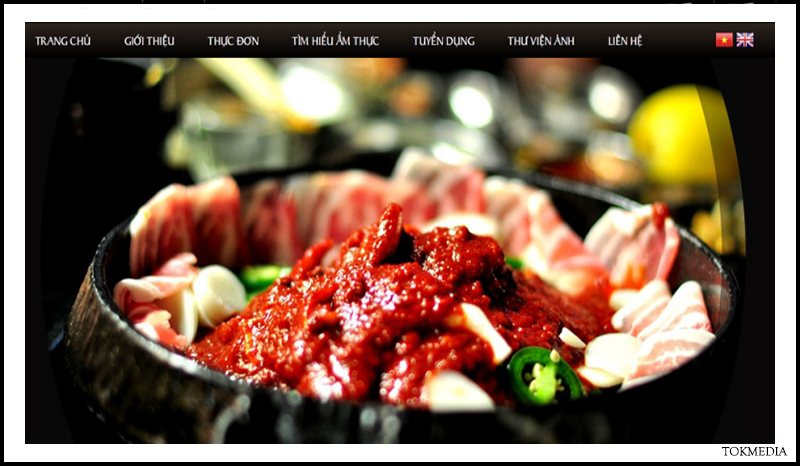 TRANG CHỦ GIỚI THIỆU THỰC ĐƠN TÌM HIỂU ẨM THỰC TUYỂN DỤNG THƯ VIỆN ẢNH LIÊN HỆ
TOKMEDIA